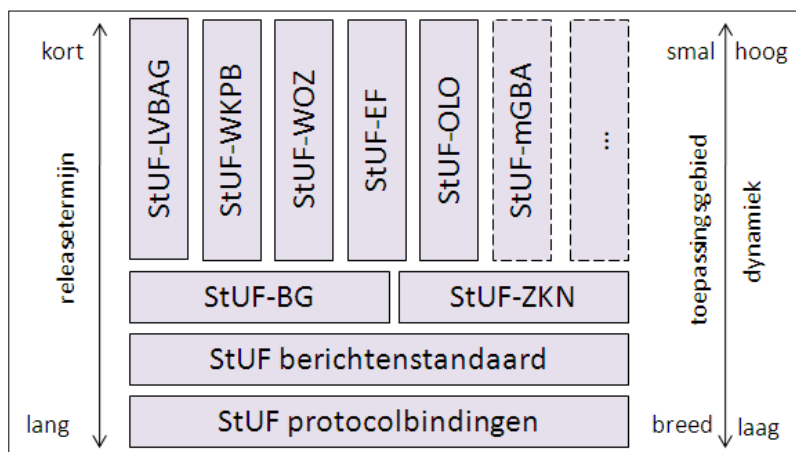 kort
smal
hoog
StUF-LVBAG
StUF-WKPB
StUF-WOZ
StUF-EF
StUF-OLO
StUF-mGBA
...
releasetermijn
toepassingsgebied
dynamiek
StUF-BG
StUF-ZKN
StUF berichtenstandaard
StUF protocolbindingen
lang
breed
laag